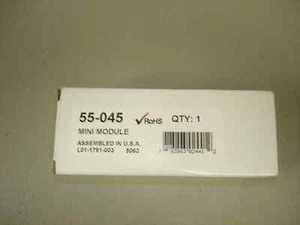 55-045 RoHS QTY: 1
MINI MODULE
ASSEMBLED IN U.S.A.
L01-1791-003 5063